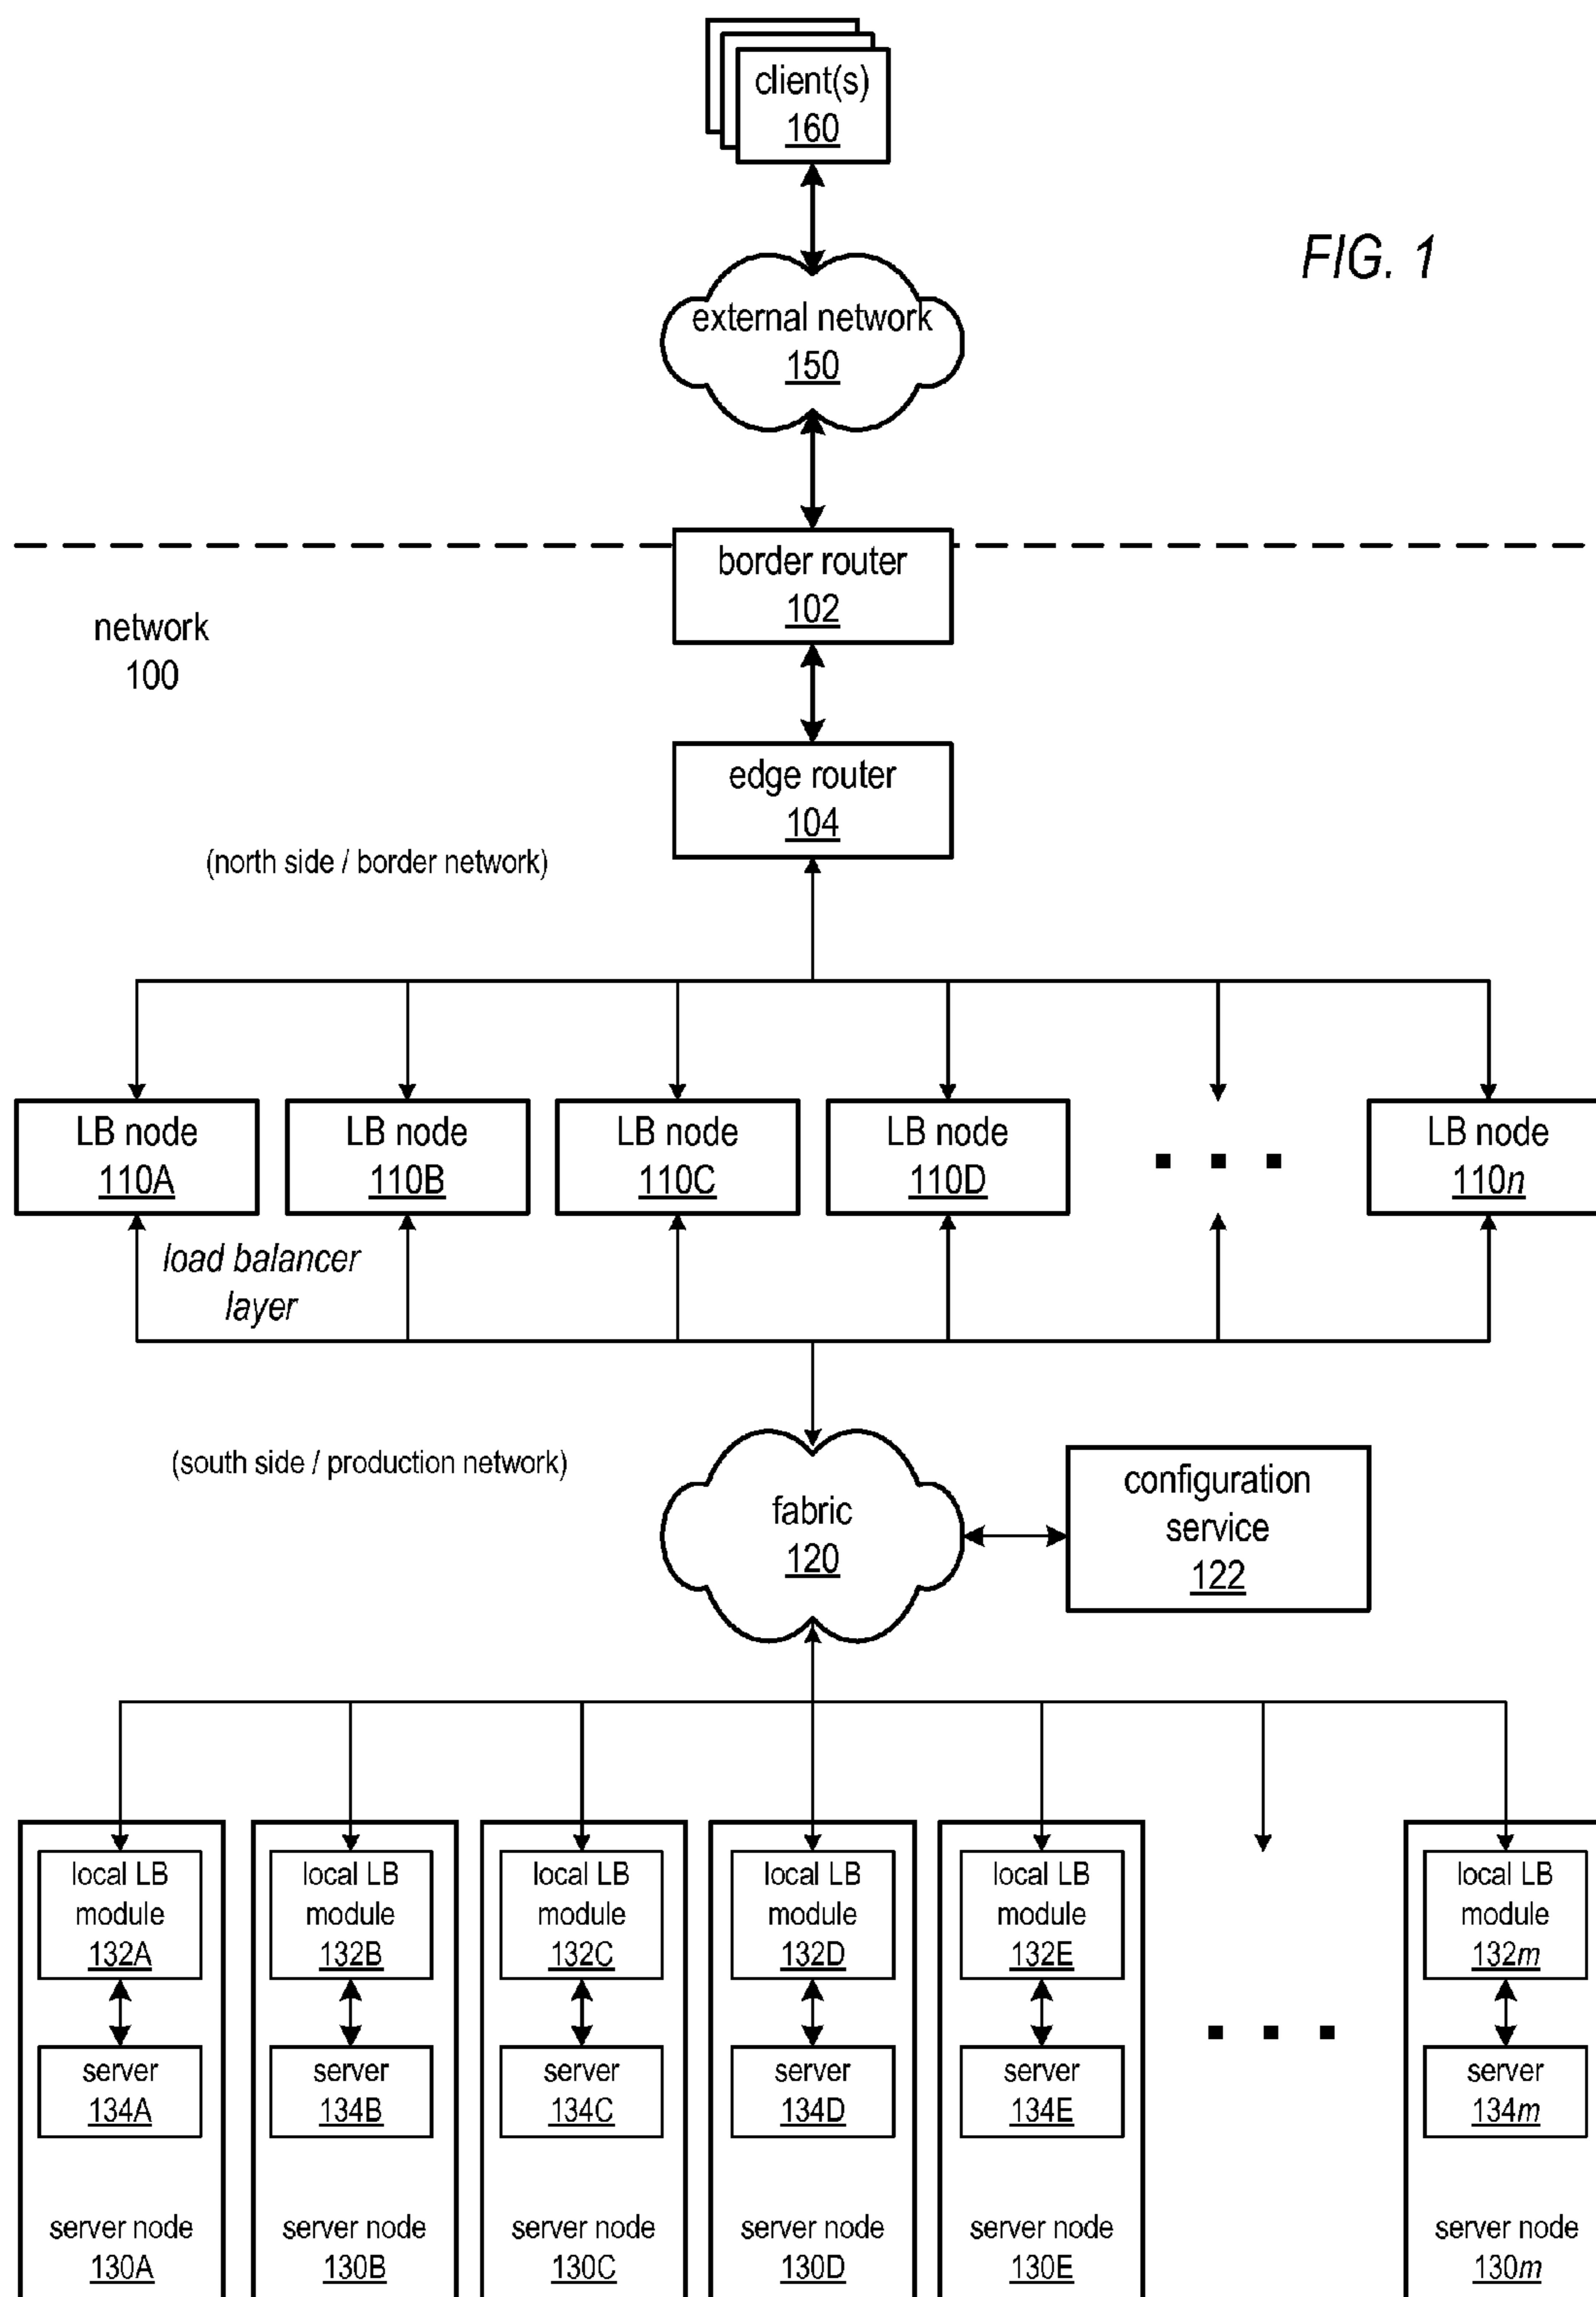 client(s)
160
FIG. 1
external network
150
border router
102
network
100
edge router
104
(north side / border network)
LB node
110A
LB node
110B
LB node
110C
LB node
110D
LB node
110n
load balancer
layer
(south side / production network)
fabric
120
configuration
service
122
local LB
module
132A
server
134A
server node
130A
local LB
module
132B
server
134B
server node
130B
local LB
module
132C
server
134C
server node
130C
local LB
module
132D
server
134D
server node
130D
local LB
module
132E
server
134E
server node
130E
local LB
module
132m
server
134m
server node
130m